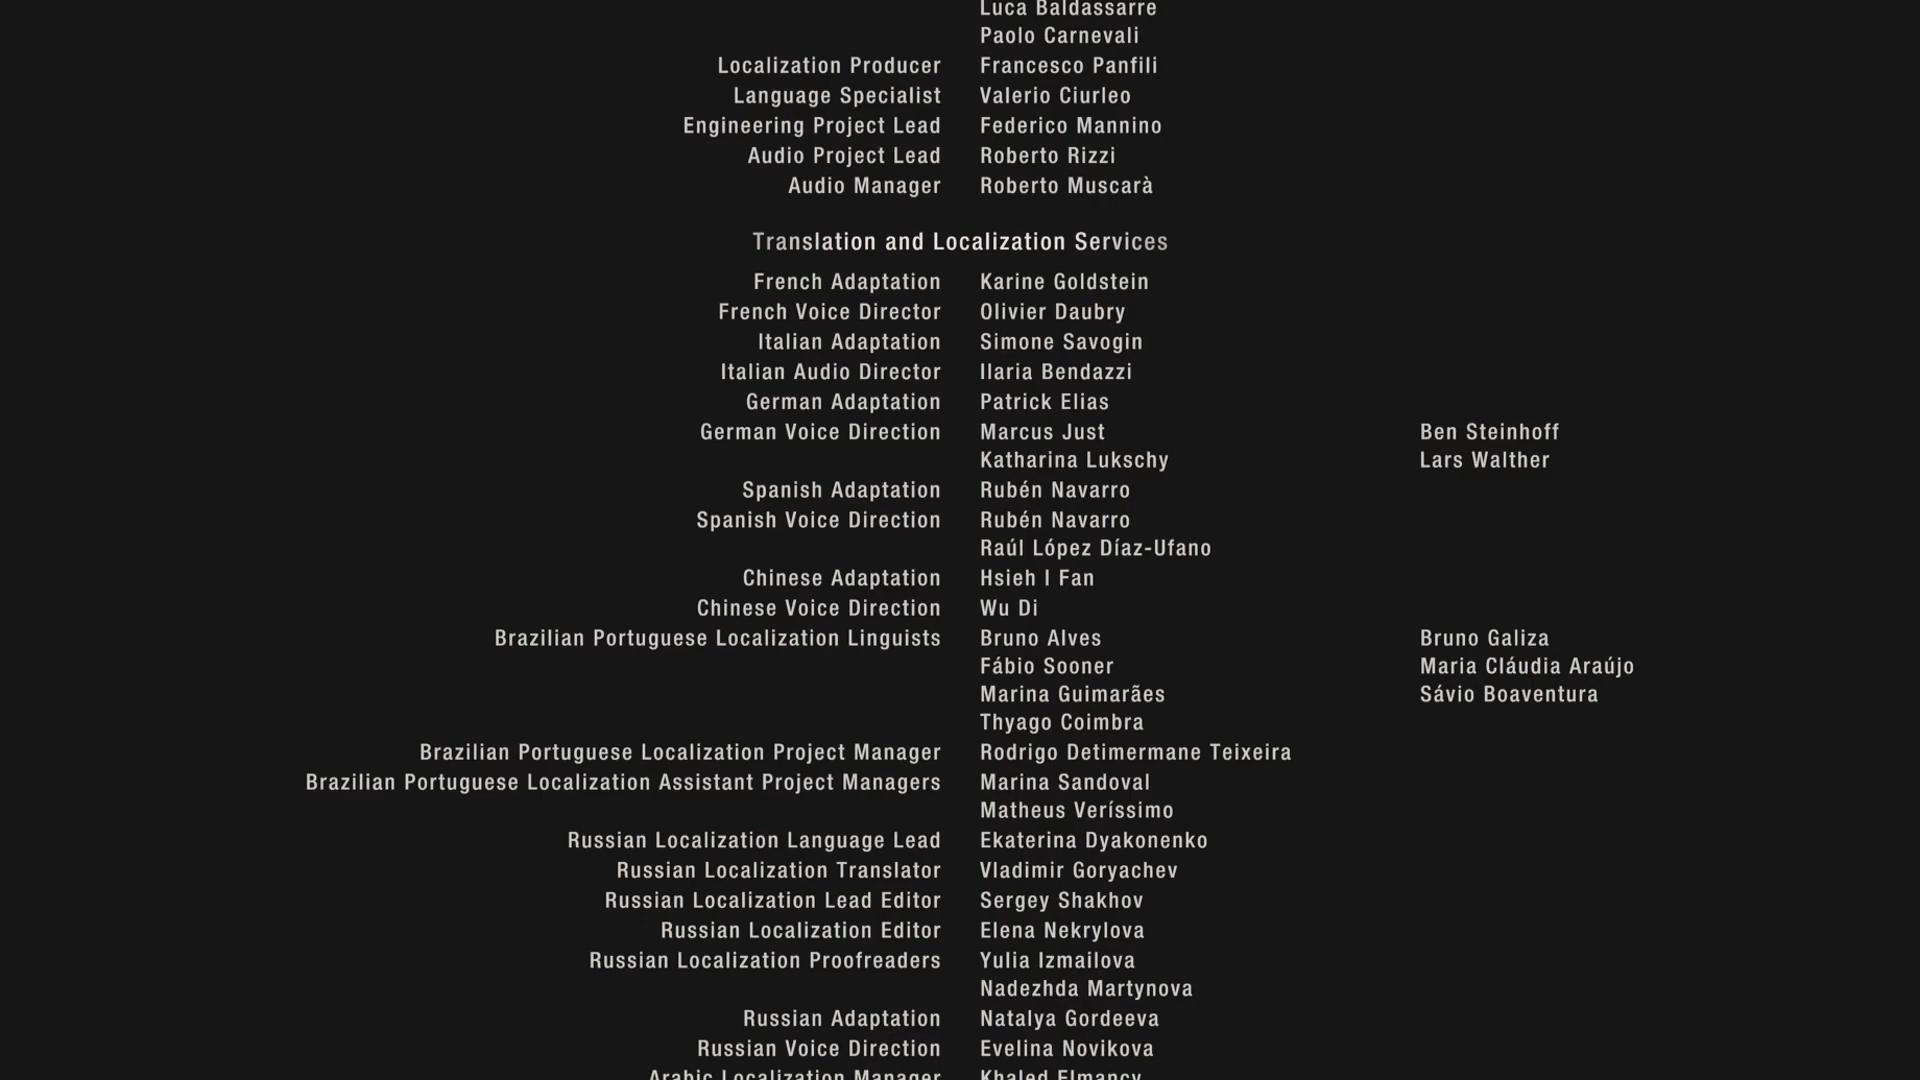 Luca Baldassarre
Paolo Carnevali
Localization Producer Francesco Panfili
Language Specialist Valerio Ciurleo
Engineering Project Lead Federico Mannino
Audio Project Lead Roberto Rizzi
Audio Manager Roberto Muscarà
Translation and Localization Services
French Adaptation Karine Goldstein
French Voice Director Olivier Daubry
Italian Adaptation Simone Savogin
Italian Audio Director Ilaria Bendazzi
German Adaptation Patrick Elias
German Voice Direction Marcus Just Ben Steinhoff
Katharina Lukschy Lars Walther
Spanish Adaptation Rubén Navarro
Spanish Voice Direction Rubén Navarro
Raúl López Díaz-Ufano
Chinese Adaptation Hsieh I Fan
Chinese Voice Direction Wu Di
Brazilian Portuguese Localization Linguists Bruno Alves Bruno Galiza
Fábio Sooner Maria Cláudia Araújo
Marina Guimarães Sávio Boaventura
Thyago Coimbra
Brazilian Portuguese Localization Project Manager Rodrigo Detimermane Teixeira
Brazilian Portuguese Localization Assistant Project Managers Marina Sandoval
Matheus Veríssimo
Russian Localization Language Lead Ekaterina Dyakonenko
Russian Localization Translator Vladimir Goryachev
Russian Localization Lead Editor Sergey Shakhov
Russian Localization Editor Elena Nekrylova
Russian Localization Proofreaders Yulia Izmailova
Nadezhda Martynova
Russian Adaptation Natalya Gordeeva
Russian Voice Direction Evelina Novikova
Arabic Localization Manager Khaled Elmancy